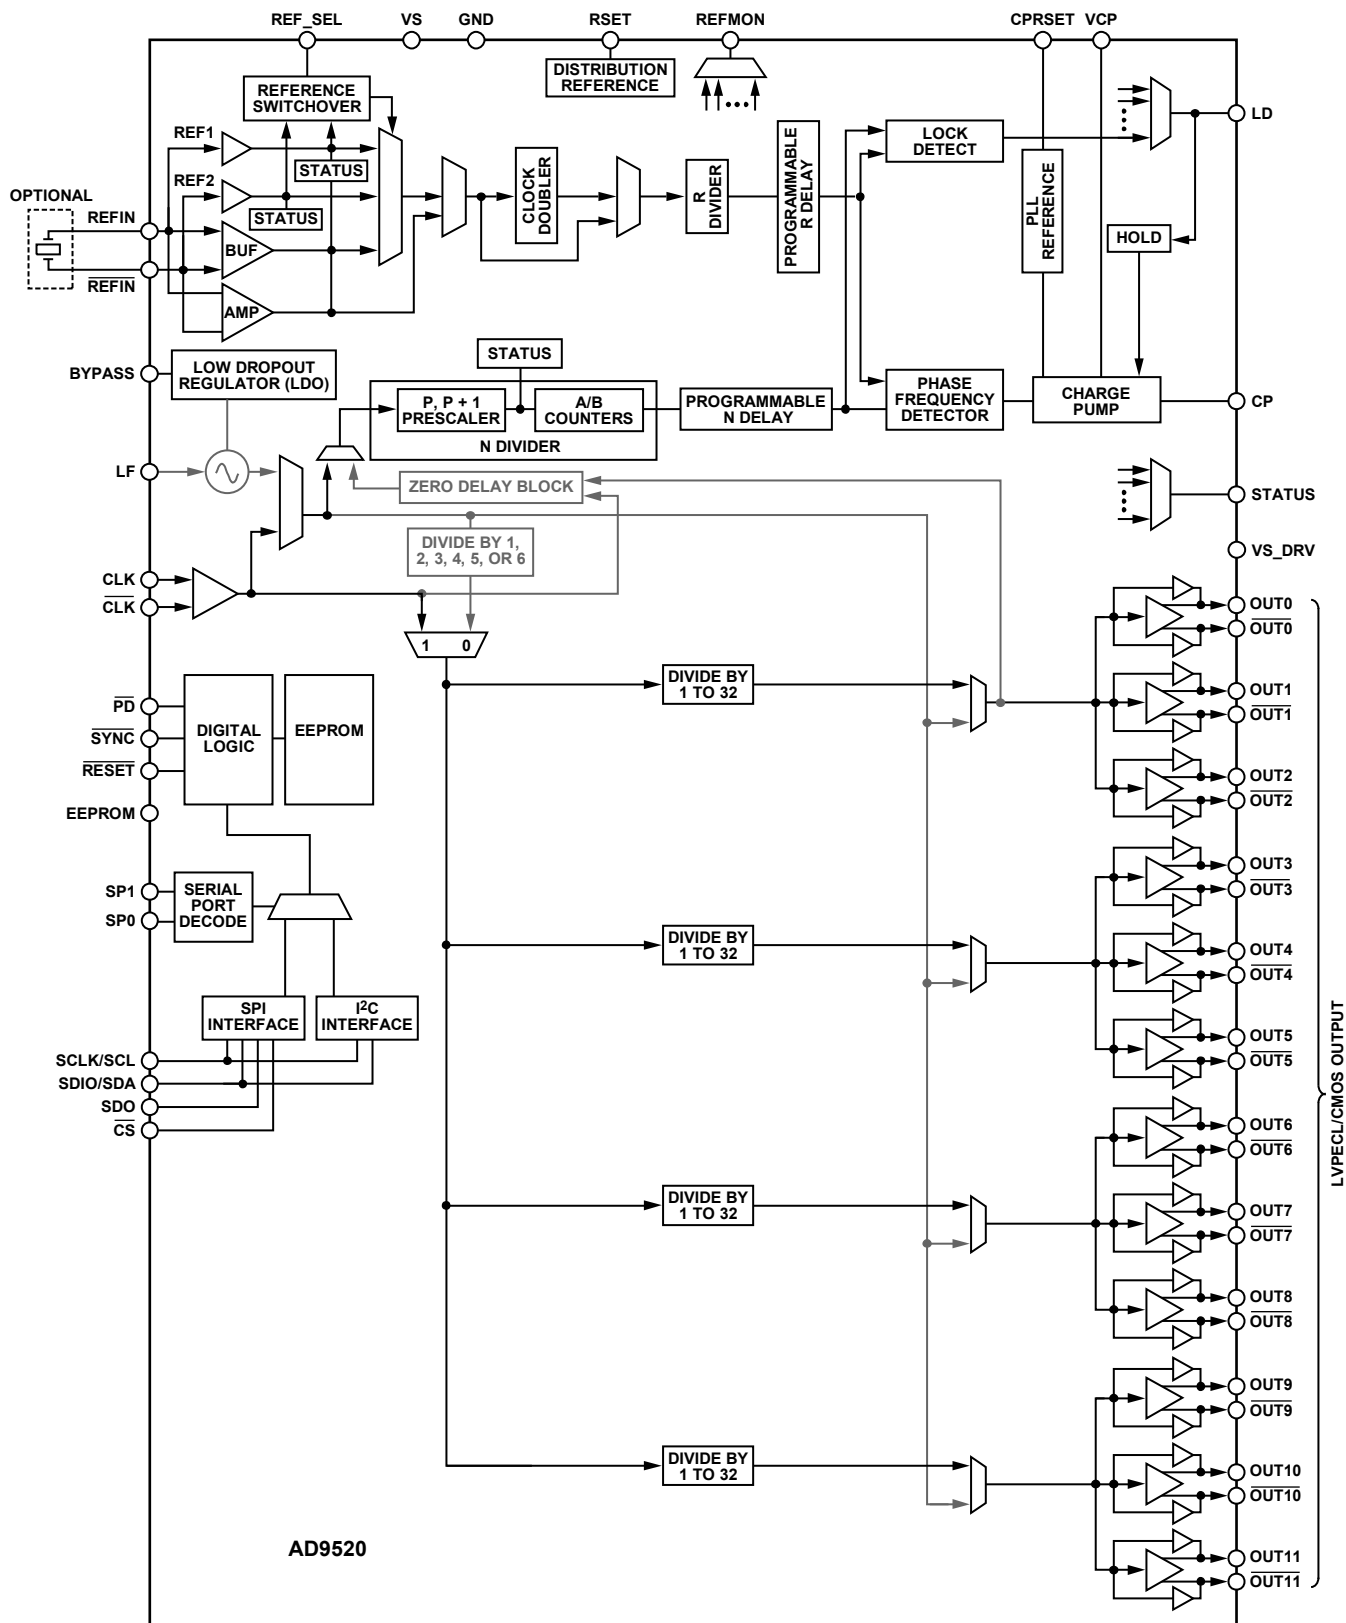 REF_SEL
VS
GND
RSET
REFMON
CPRSET
VCP
DISTRIBUTION
REFERENCE
REFERENCE
SWITCHOVER
REF1
REF2
STATUS
STATUS
BUF
AMP
OPTIONAL
REFIN
REFIN
CLOCK
DOUBLER
R
DIVIDER
PROGRAMMABLE
R DELAY
LOCK
DETECT
PLL
REFERENCE
HOLD
LD
BYPASS
LOW DROPOUT
REGULATOR (LDO)
STATUS
P, P + 1
PRESCALER
A/B
COUNTERS
N DIVIDER
PROGRAMMABLE
N DELAY
PHASE
FREQUENCY
DETECTOR
CHARGE
PUMP
CP
LF
ZERO DELAY BLOCK
STATUS
DIVIDE BY 1,
2, 3, 4, 5, OR 6
VS_DRV
CLK
CLK
1 0
OUT0
OUT0
DIVIDE BY
1 TO 32
OUT1
OUT1
OUT2
OUT2
PD
SYNC
RESET
EEPROM
DIGITAL
LOGIC
EEPROM
SP1
SP0
SERIAL
PORT
DECODE
OUT3
OUT3
DIVIDE BY
1 TO 32
OUT4
OUT4
OUT5
OUT5
SPI
INTERFACE
I2C
INTERFACE
SCLK/SCL
SDIO/SDA
SDO
CS
LVPECL/CMOS OUTPUT
OUT6
OUT6
DIVIDE BY
1 TO 32
OUT7
OUT7
OUT8
OUT8
OUT9
OUT9
DIVIDE BY
1 TO 32
OUT10
OUT10
OUT11
OUT11
AD9520